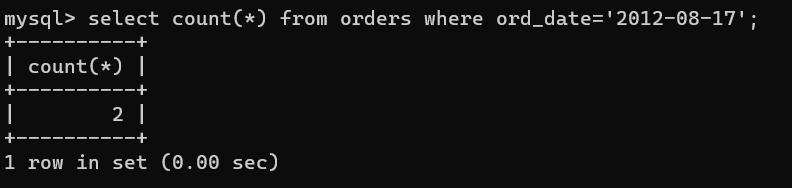 mysql> select count(*) from orders where ord_date='2012-08-17';
+----------+
| count(*) |
+----------+
|        2 |
+----------+
1 row in set (0.00 sec)